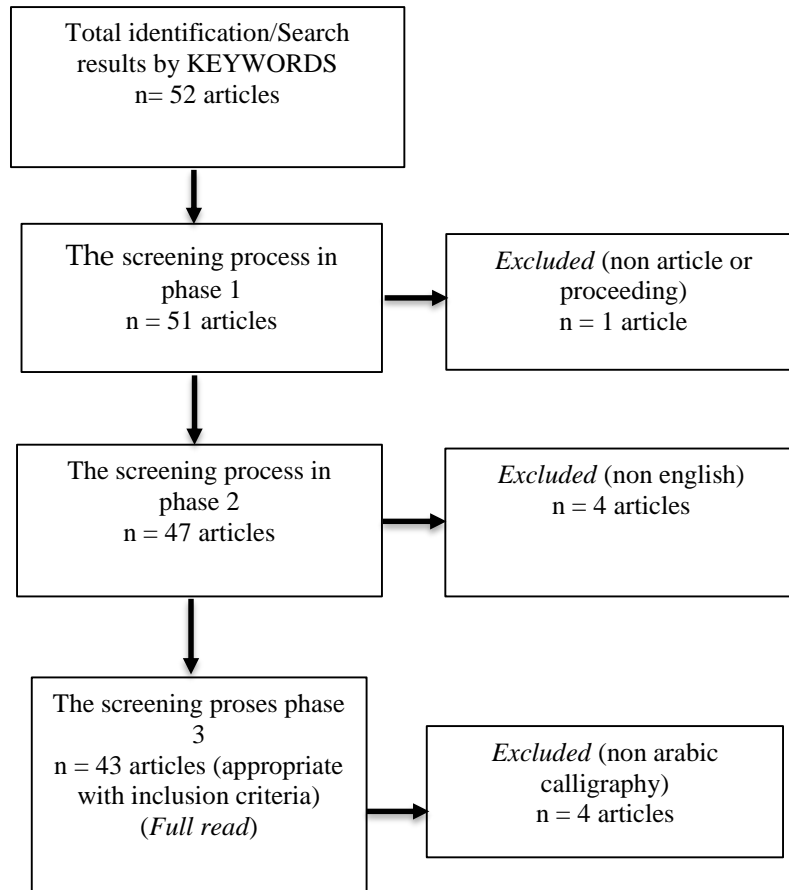 Total identification/Search
results by KEYWORDS
n= 52 articles
The screening process in
phase 1
n = 51 articles
Excluded (non article or
proceeding)
n = 1 article
The screening process in
phase 2
n = 47 articles
Excluded (non english)
n = 4 articles
The screening proses phase
3
n = 43 articles (appropriate
with inclusion criteria)
(Full read)
Excluded (non arabic
calligraphy)
n = 4 articles